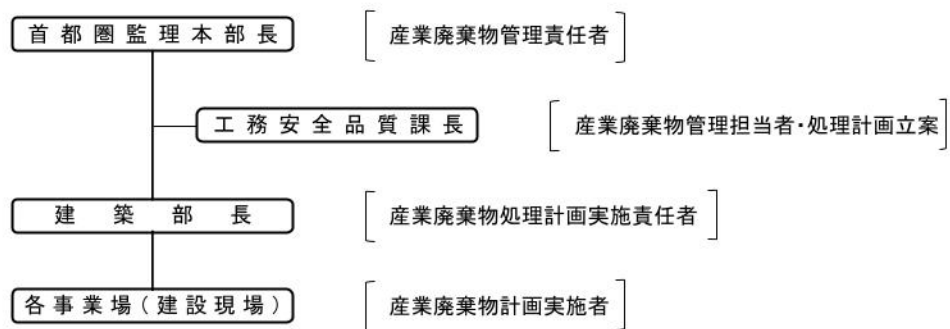 首都圏監理本部長 産業廃棄物管理責任者
工務安全品質課長 産業廃棄物管理担当者・処理計画立案
建築部長 産業廃棄物処理計画実施責任者
各事業場(建設現場) 産業廃棄物計画実施者